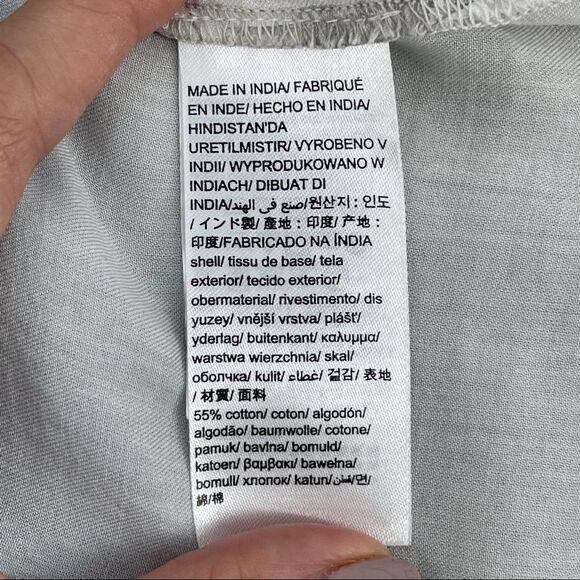 MADE IN INDIA/ FABRIQUÉ
EN INDE/ HECHO EN INDIA/
HINDISTAN'DA
URETILMISTIR/ VYROBENO V
INDII/ WYPRODUKOWANO W
INDIACH/ DIBUAT DI
INDIA/صنع في الهند/원산지 : 인도
/ インド製/ 產地 : 印度/ 产地 :
印度/FABRICADO NA ÍNDIA
shell/ tissu de base/ tela
exterior/ tecido exterior/
obermaterial/ rivestimento/ dis
yuzey/ vnější vrstva/ plášť/
yderlag/ buitenkant/ καλυμμα/
warstwa wierzchnia/ skal/
оболчка/ kulit/ غطاء/ 겉감/ 表地
/ 材質/ 面料
55% cotton/ coton/ algodón/
algodão/ baumwolle/ cotone/
pamuk/ bavlna/ bomuld/
katoen/ βαμβακι/ bawełna/
bomull/ хлопок/ katun/قطن/면/
綿/棉